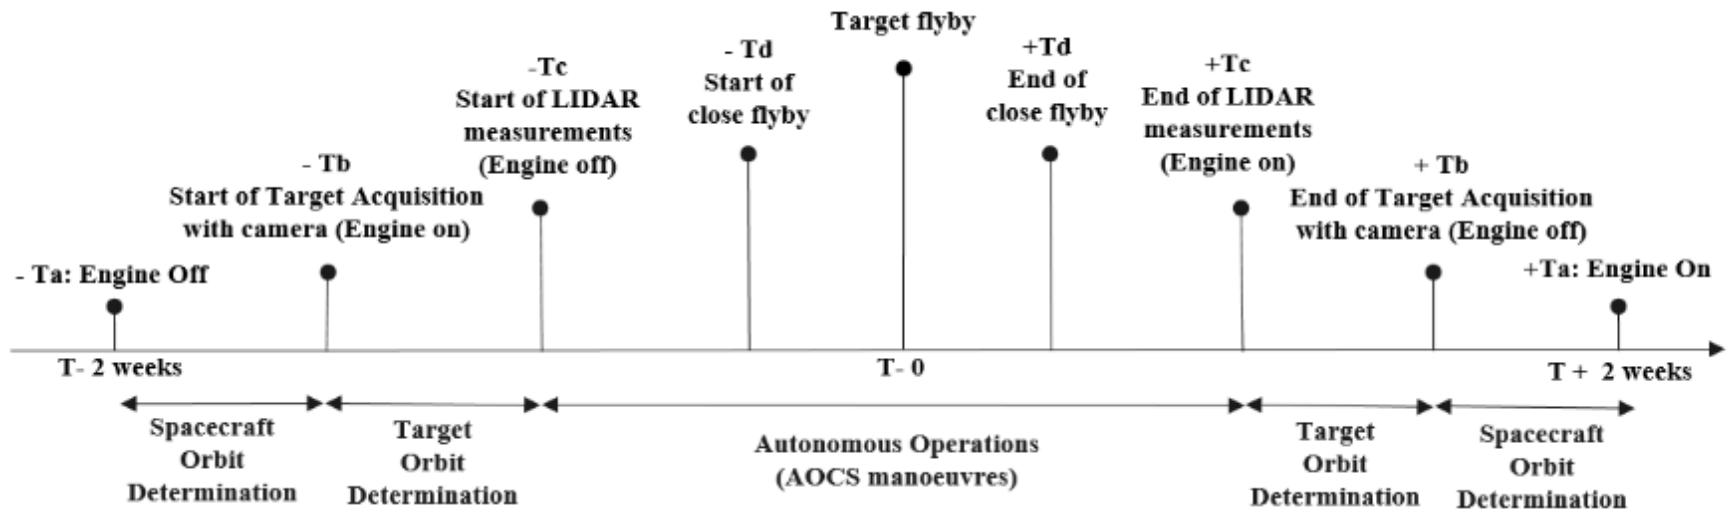 Target flyby
- Td
Start of
close flyby
+Td
End of
close flyby
-Tc
Start of LIDAR
measurements
(Engine off)
+Tc
End of LIDAR
measurements
(Engine on)
- Tb
Start of Target Acquisition
with camera (Engine on)
+ Tb
End of Target Acquisition
with camera (Engine off)
- Ta: Engine Off
+Ta: Engine On
T- 2 weeks
T- 0
T + 2 weeks
Spacecraft
Orbit
Determination
Target
Orbit
Determination
Autonomous Operations
(AOCS manoeuvres)
Target
Orbit
Determination
Spacecraft
Orbit
Determination